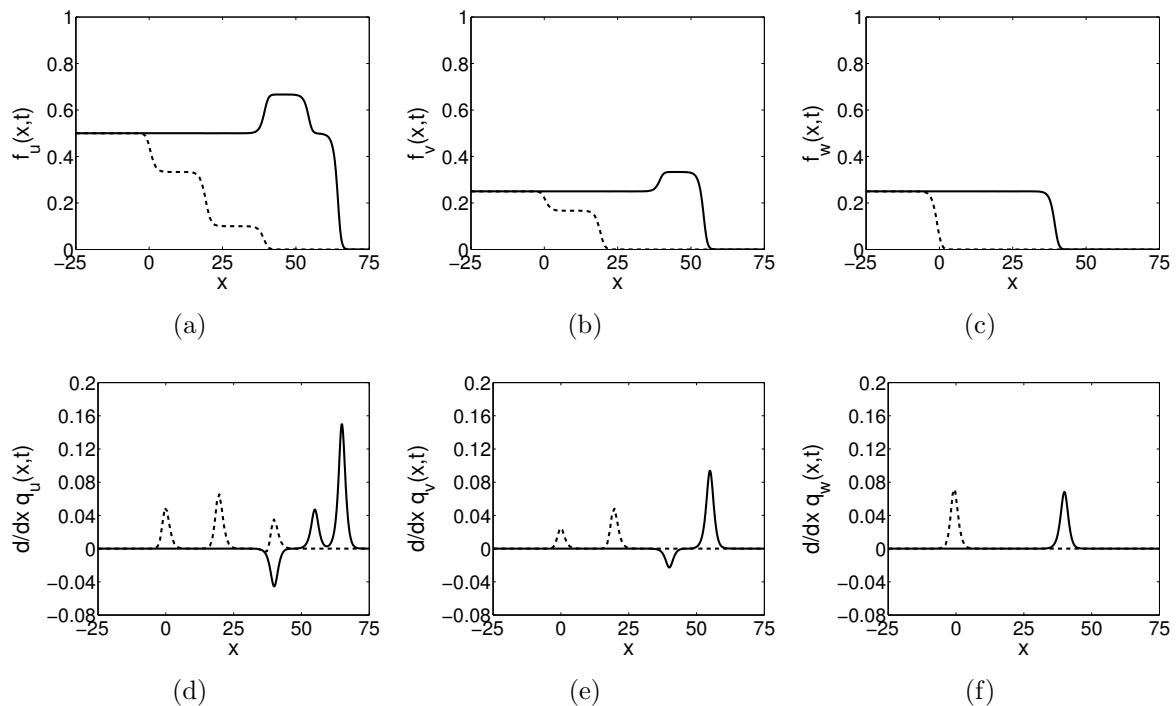 1
0.8
0.6
0.4
0.2
0
f_u(x,t)
−25 0 25 50 75
x
(a)
1
0.8
0.6
0.4
0.2
0
f_v(x,t)
−25 0 25 50 75
x
(b)
1
0.8
0.6
0.4
0.2
0
f_w(x,t)
−25 0 25 50 75
x
(c)
0.2
0.16
0.12
0.08
0.04
0
−0.04
−0.08
d/dx q_u(x,t)
−25 0 25 50 75
x
(d)
0.2
0.16
0.12
0.08
0.04
0
−0.04
−0.08
d/dx q_v(x,t)
−25 0 25 50 75
x
(e)
0.2
0.16
0.12
0.08
0.04
0
−0.04
−0.08
d/dx q_w(x,t)
−25 0 25 50 75
x
(f)